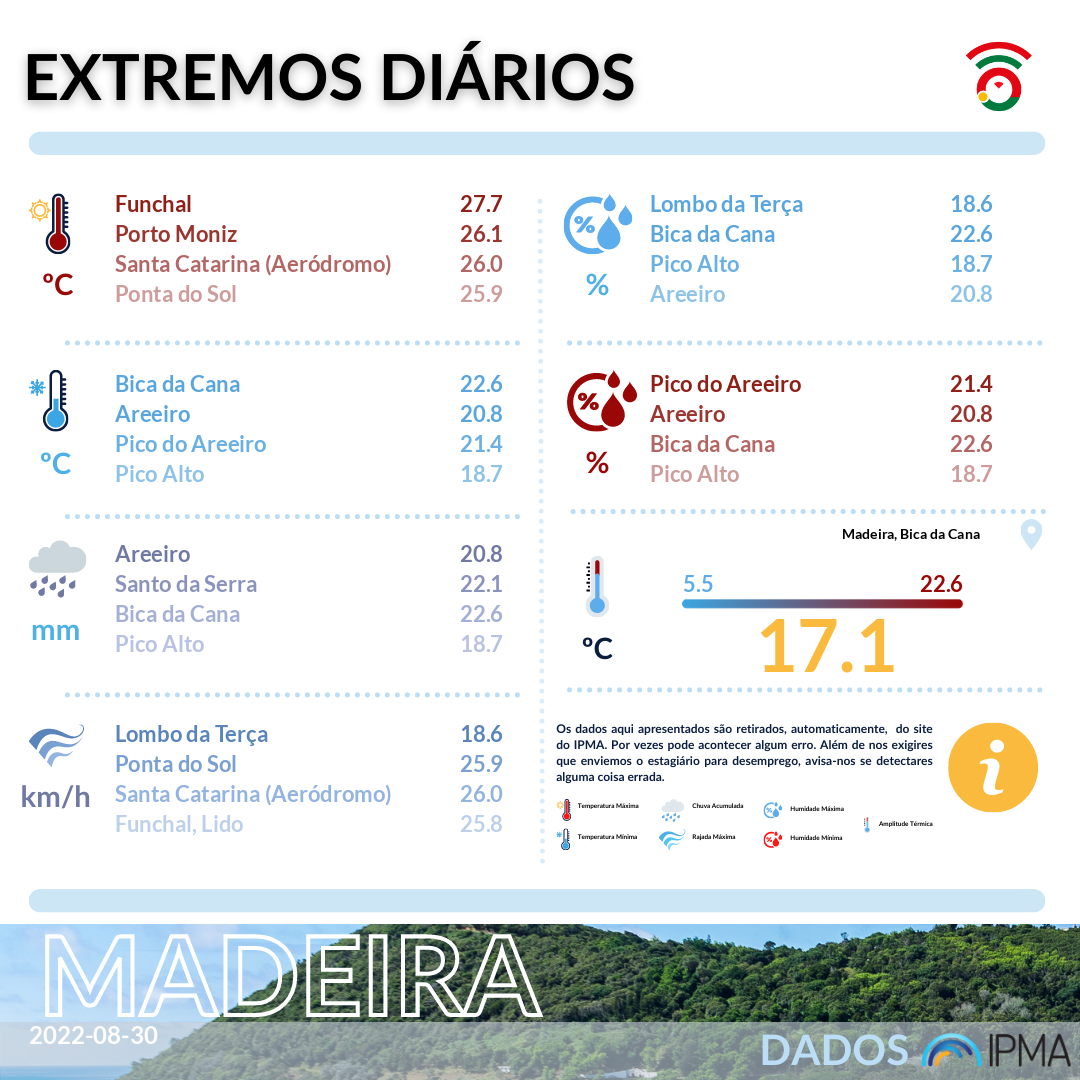 EXTREMOS DIÁRIOS
Funchal 27.7
Porto Moniz 26.1
Santa Catarina (Aeródromo) 26.0
Ponta do Sol 25.9
ºC
Bica da Cana 22.6
Areeiro 20.8
Pico do Areeiro 21.4
Pico Alto 18.7
ºC
Areeiro 20.8
Santo da Serra 22.1
Bica da Cana 22.6
Pico Alto 18.7
mm
Lombo da Terça 18.6
Ponta do Sol 25.9
Santa Catarina (Aeródromo) 26.0
Funchal, Lido 25.8
km/h
%
Lombo da Terça 18.6
Bica da Cana 22.6
Pico Alto 18.7
Areeiro 20.8
%
%
Pico do Areeiro 21.4
Areeiro 20.8
Bica da Cana 22.6
Pico Alto 18.7
%
Madeira, Bica da Cana
5.5 22.6
17.1
ºC
Os dados aqui apresentados são retirados, automaticamente, do site
do IPMA. Por vezes pode acontecer algum erro. Além de nos exigires
que enviemos o estagiário para desemprego, avisa-nos se detectares
alguma coisa errada.
i
Temperatura Máxima
Chuva Acumulada
Humidade Máxima
Amplitude Térmica
Temperatura Mínima
Rajada Máxima
Humidade Mínima
MADEIRA
2022-08-30
DADOS IPMA